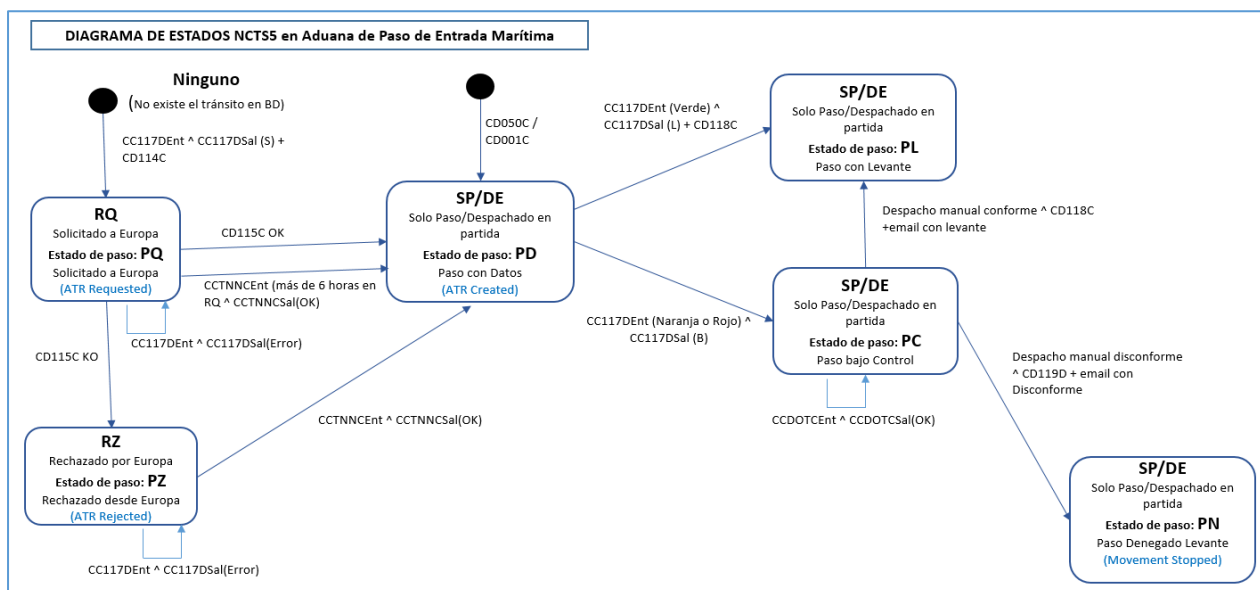 DIAGRAMA DE ESTADOS NCTS5 en Aduana de Paso de Entrada Marítima
Ninguno
(No existe el tránsito en BD)
CC117DEnt ^ CC117DSal (S) +
CD114C
CD050C /
CD001C
CC117DEnt (Verde) ^
CC117DSal (L) + CD118C
SP/DE
Solo Paso/Despachado en
partida
Estado de paso: PL
Paso con Levante
RQ
Solicitado a Europa
Estado de paso: PQ
Solicitado a Europa
(ATR Requested)
CD115C OK
CCTNNCEnt (más de 6 horas en
RQ ^ CCTNNCSal(OK)
SP/DE
Solo Paso/Despachado en
partida
Estado de paso: PD
Paso con Datos
(ATR Created)
Despacho manual conforme ^ CD118C
+email con levante
CC117DEnt ^ CC117DSal(Error)
CC117DEnt (Naranja o Rojo) ^
CC117DSal (B)
SP/DE
Solo Paso/Despachado en
partida
Estado de paso: PC
Paso bajo Control
CD115C KO
Despacho manual disconforme
^ CD119D + email con
Disconforme
CCTNNCEnt ^ CCTNNCSal(OK)
CCDOTCEnt ^ CCDOTCSal(OK)
RZ
Rechazado por Europa
Estado de paso: PZ
Rechazado desde Europa
(ATR Rejected)
CC117DEnt ^ CC117DSal(Error)
SP/DE
Solo Paso/Despachado en
partida
Estado de paso: PN
Paso Denegado Levante
(Movement Stopped)